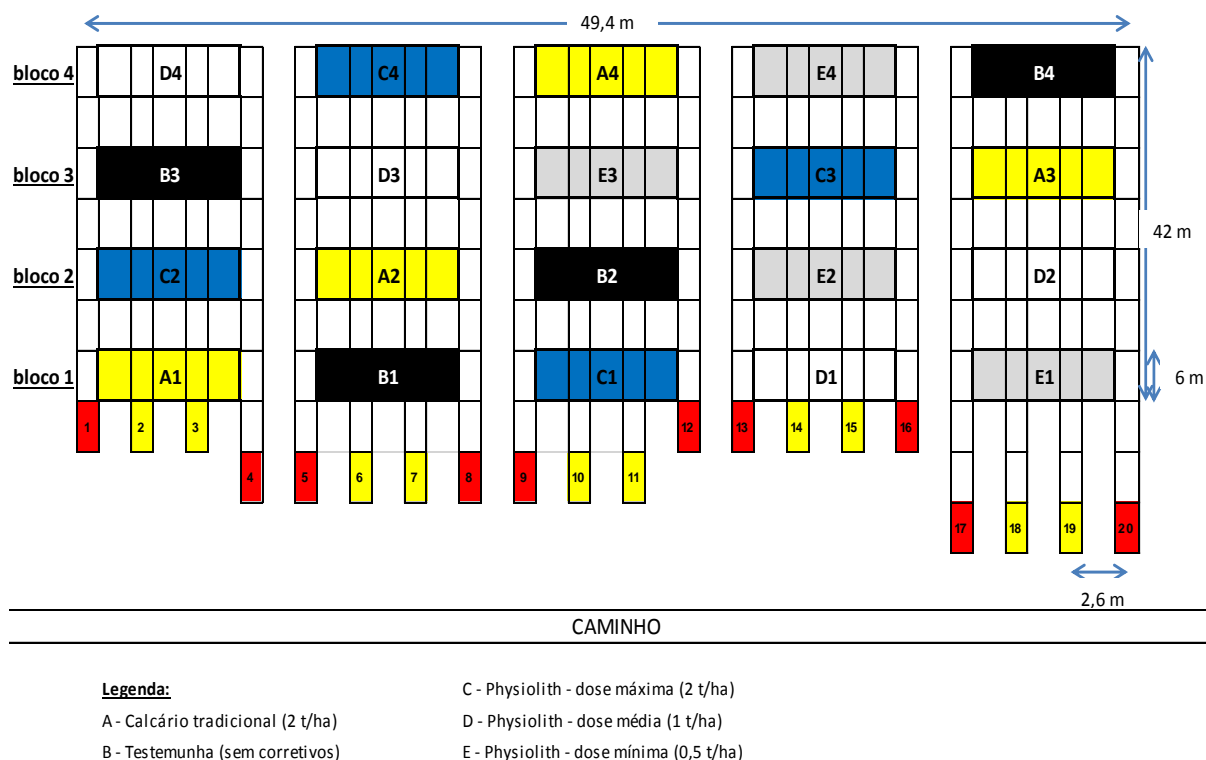 49,4 m
bloco 4 D4 C4 A4 E4 B4
bloco 3 B3 D3 E3 C3 A3
42 m
bloco 2 C2 A2 B2 E2 D2
bloco 1 A1 B1 C1 D1 E1
6 m
1 2 3 12 13 14 15 16
4 5 6 7 8 9 10 11
17 18 19 20
2,6 m
CAMINHO
Legenda:
A - Calcário tradicional (2 t/ha)
B - Testemunha (sem corretivos)
C - Physiolith - dose máxima (2 t/ha)
D - Physiolith - dose média (1 t/ha)
E - Physiolith - dose mínima (0,5 t/ha)